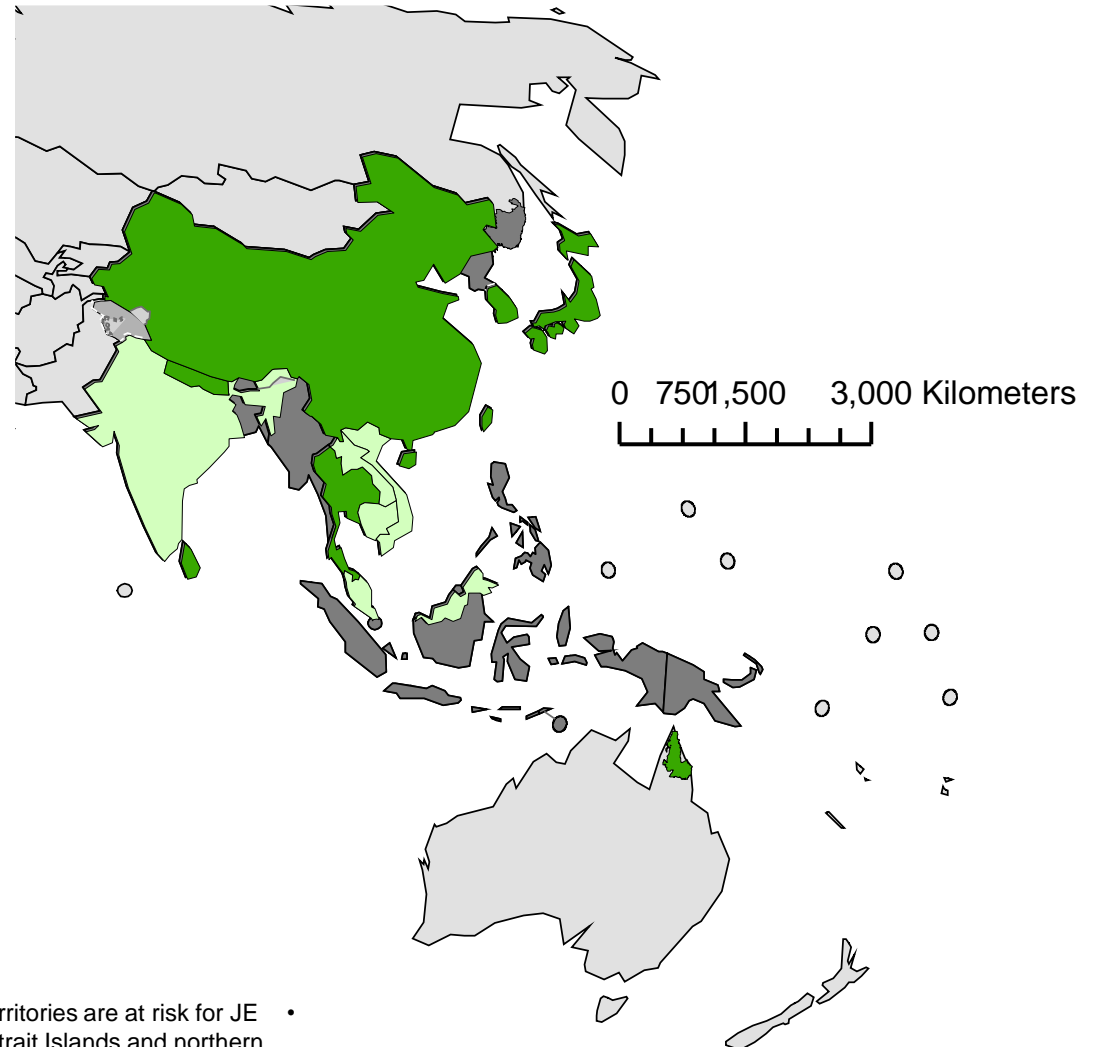 0 7501,500 3,000 Kilometers
rritories are at risk for JE •
trait Islands and northern